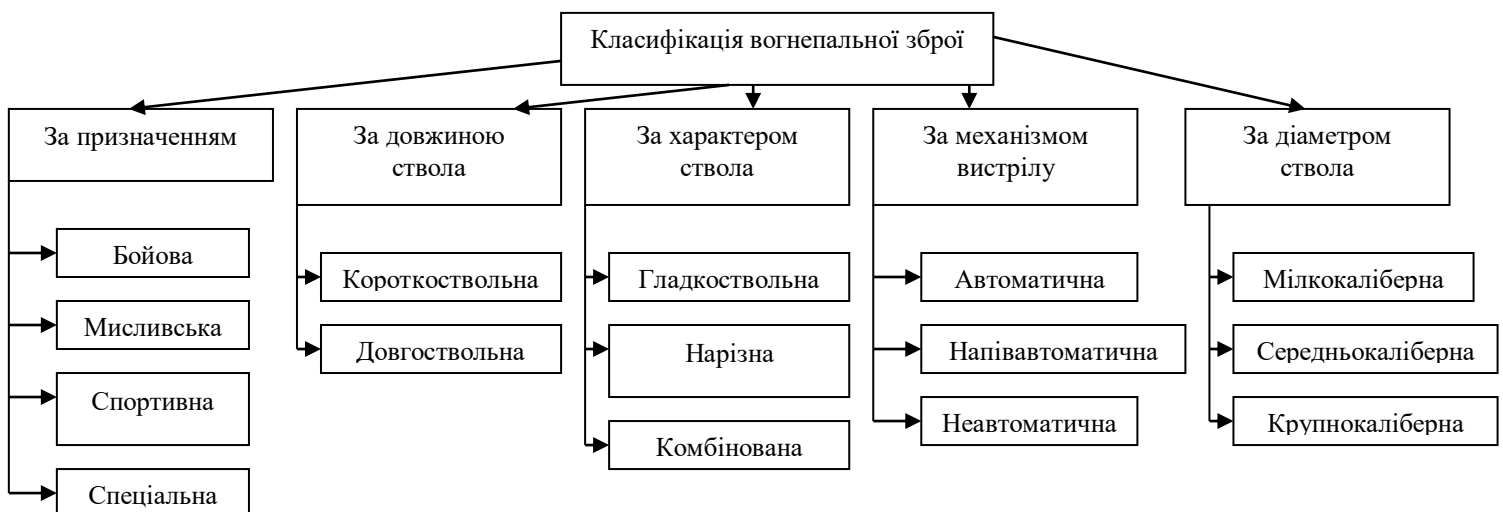 Класифікація вогнепальної зброї
За призначенням
Бойова
Мисливська
Спортивна
Спеціальна
За довжиною
ствола
Короткоствольна
Довгоствольна
За характером
ствола
Гладкоствольна
Нарізна
Комбінована
За механізмом
вистрілу
Автоматична
Напівавтоматична
Неавтоматична
За діаметром
ствола
Мілкокаліберна
Середньокаліберна
Крупнокаліберна